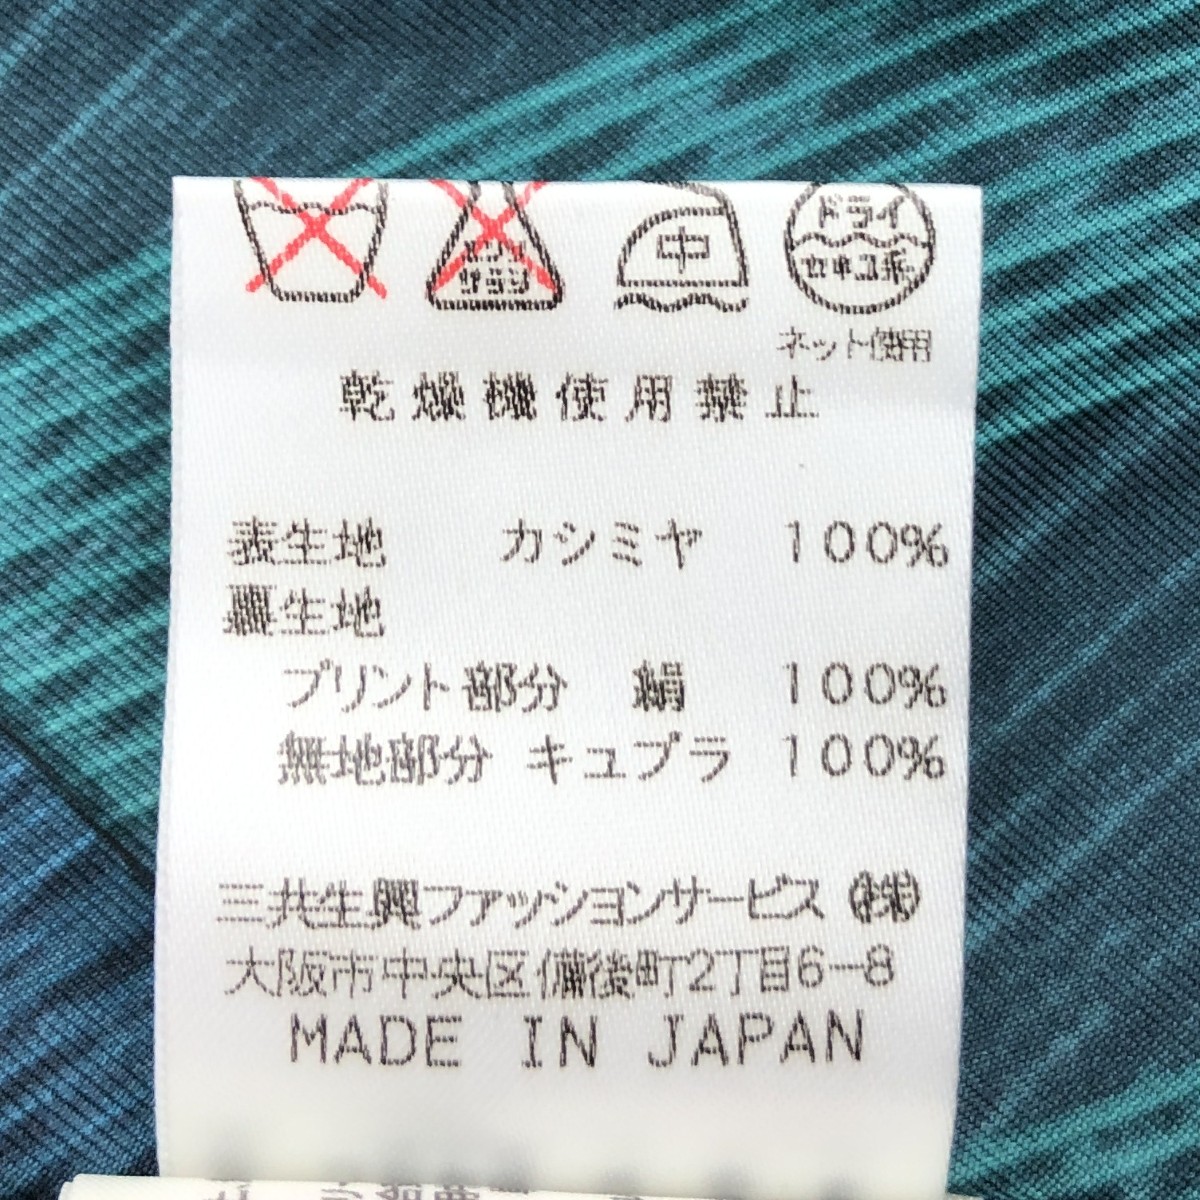 エンソ サラシ
中
ドライ
セキユ系
ネット使用
乾燥機使用禁止
表生地 カシミヤ 100%
裏生地
プリント部分 絹 100%
無地部分 キュプラ 100%
三共生興ファッションサービス㈱
大阪市中央区備後町2丁目6-8
MADE IN JAPAN